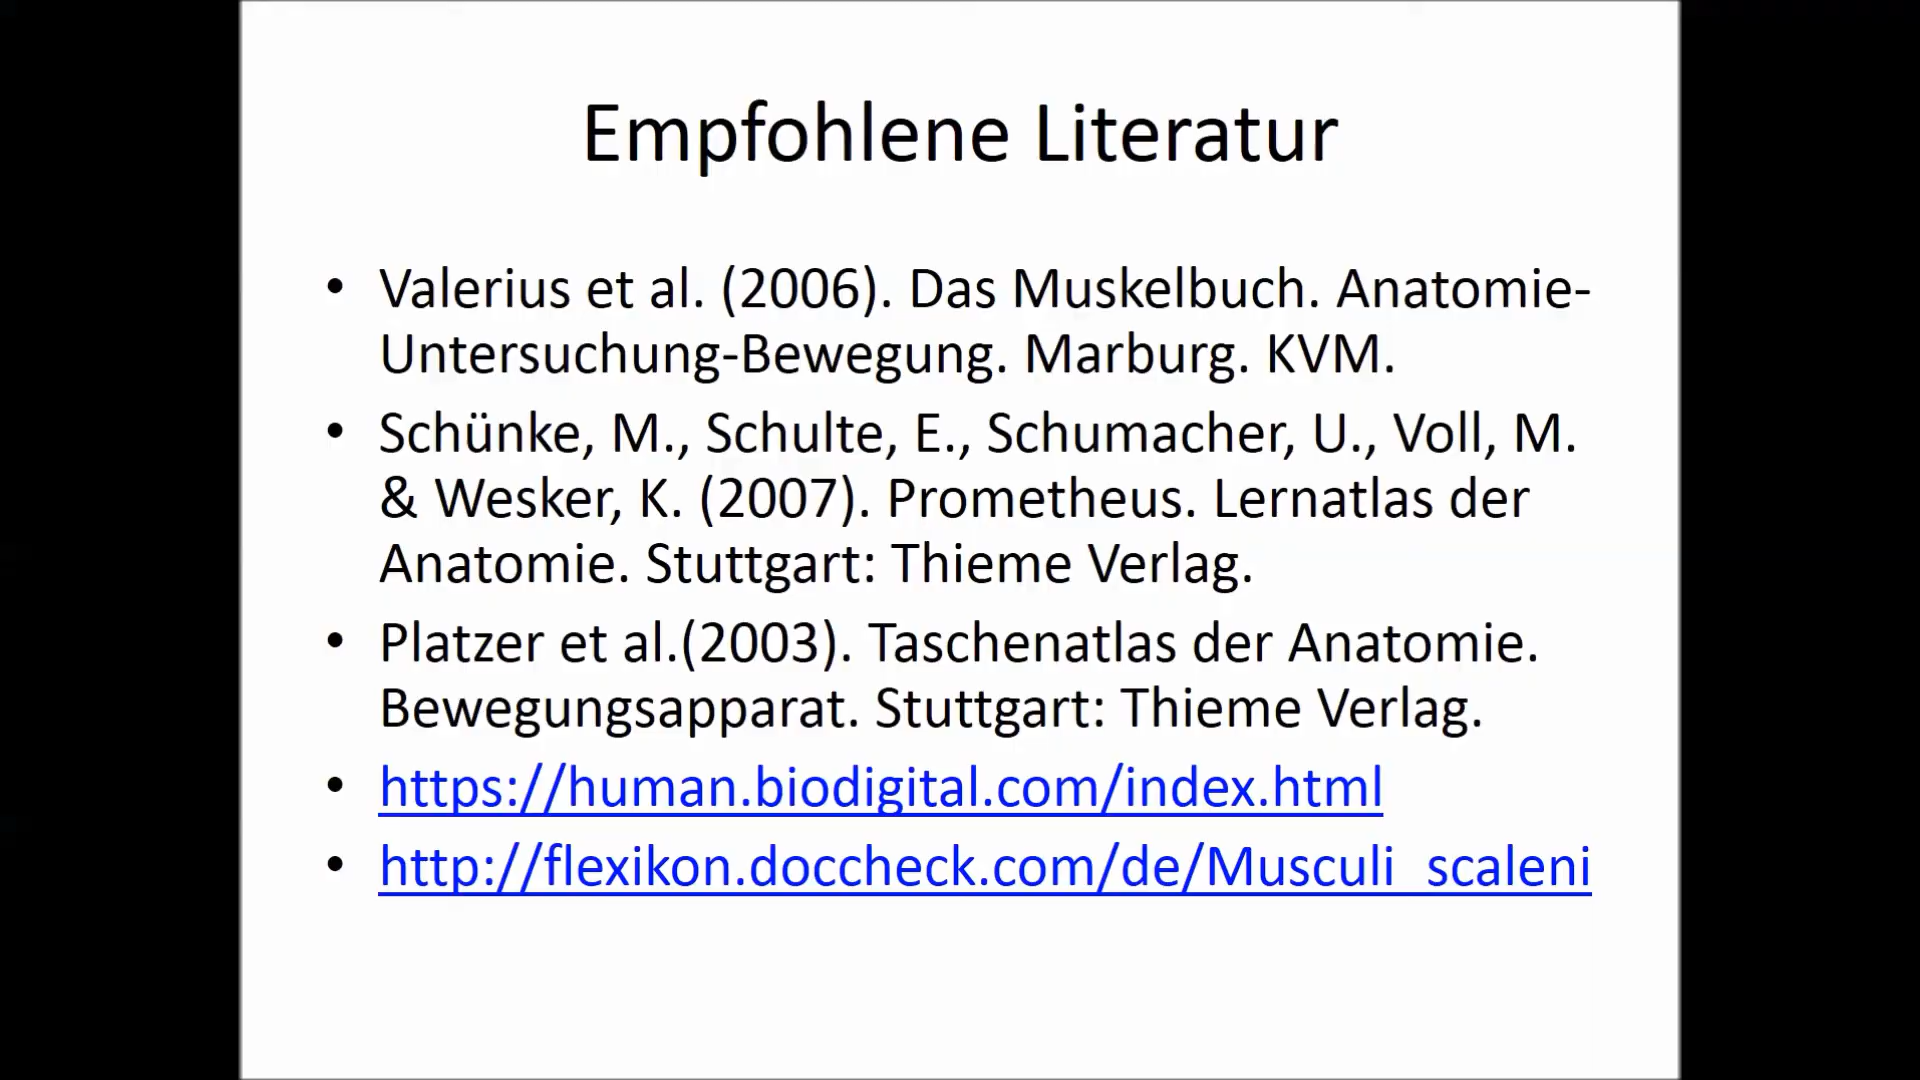 Empfohlene Literatur
• Valerius et al. (2006). Das Muskelbuch. Anatomie-
Untersuchung-Bewegung. Marburg. KVM.
• Schünke, M., Schulte, E., Schumacher, U., Voll, M.
& Wesker, K. (2007). Prometheus. Lernatlas der
Anatomie. Stuttgart: Thieme Verlag.
• Platzer et al.(2003). Taschenatlas der Anatomie.
Bewegungsapparat. Stuttgart: Thieme Verlag.
• https://human.biodigital.com/index.html
• http://flexikon.doccheck.com/de/Musculi_scaleni